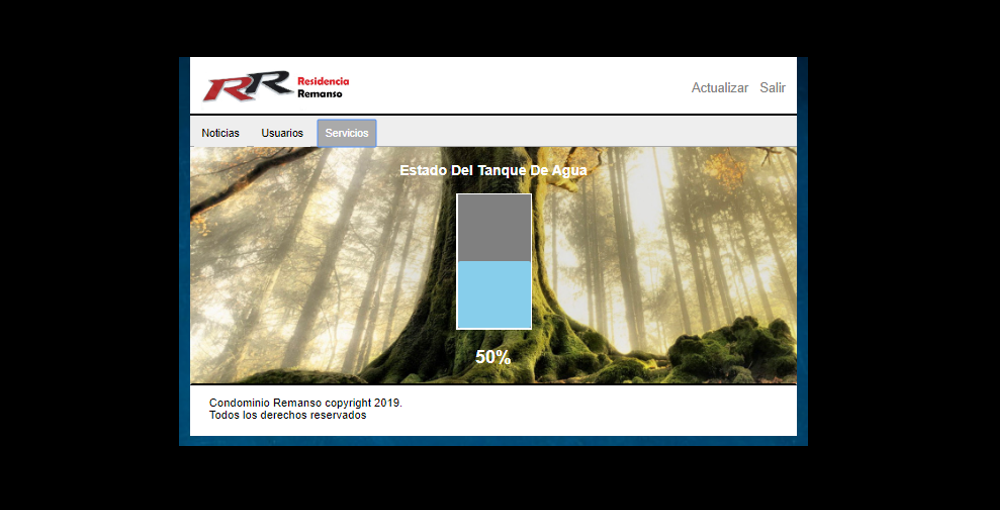 RR Residencia
Remanso
Actualizar Salir
Noticias Usuarios Servicios
Estado Del Tanque De Agua
50%
Condominio Remanso copyright 2019.
Todos los derechos reservados